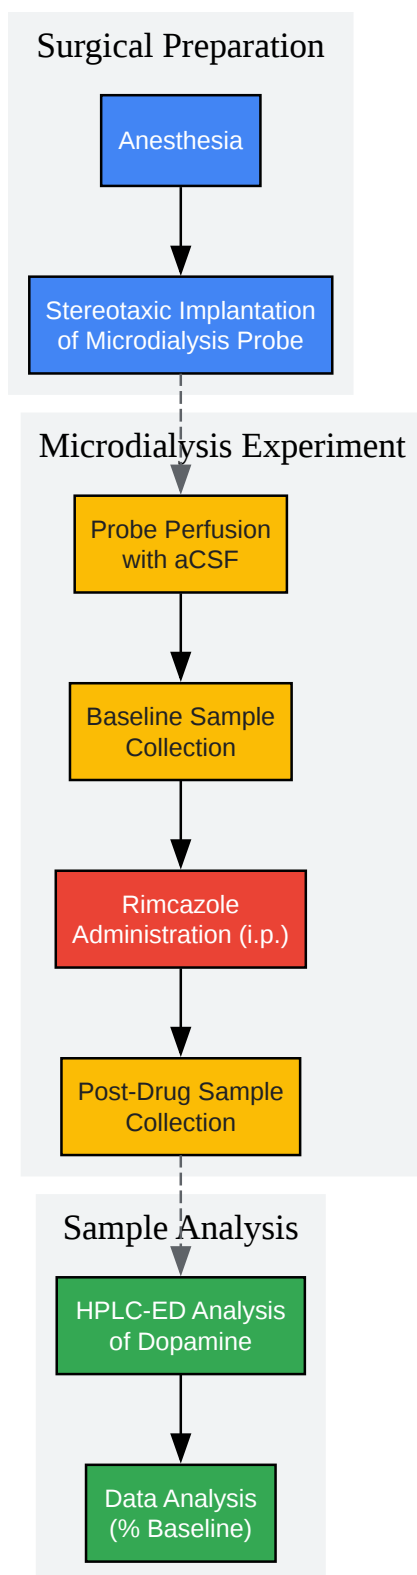 Surgical Preparation
Anesthesia
Stereotaxic Implantation
of Microdialysis Probe
Microdialysis Experiment
Probe Perfusion
with aCSF
Baseline Sample
Collection
Rimcazole
Administration (i.p.)
Post-Drug Sample
Collection
Sample Analysis
HPLC-ED Analysis
of Dopamine
Data Analysis
(% Baseline)